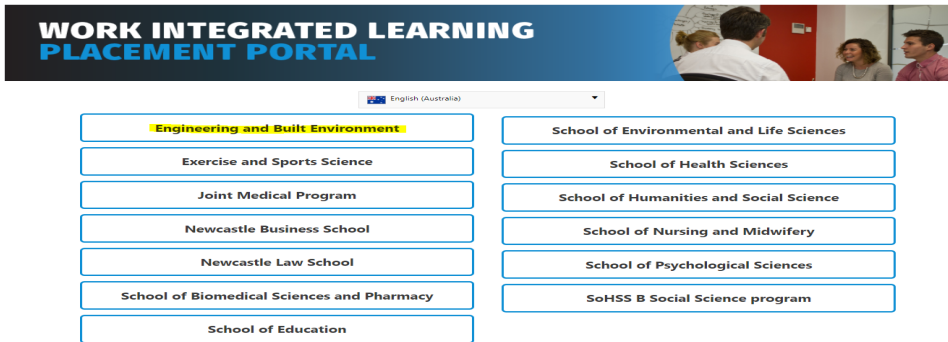 WORK INTEGRATED LEARNING
PLACEMENT PORTAL
English (Australia)
Engineering and Built Environment
Exercise and Sports Science
Joint Medical Program
Newcastle Business School
Newcastle Law School
School of Biomedical Sciences and Pharmacy
School of Education
School of Environmental and Life Sciences
School of Health Sciences
School of Humanities and Social Science
School of Nursing and Midwifery
School of Psychological Sciences
SoHSS B Social Science program